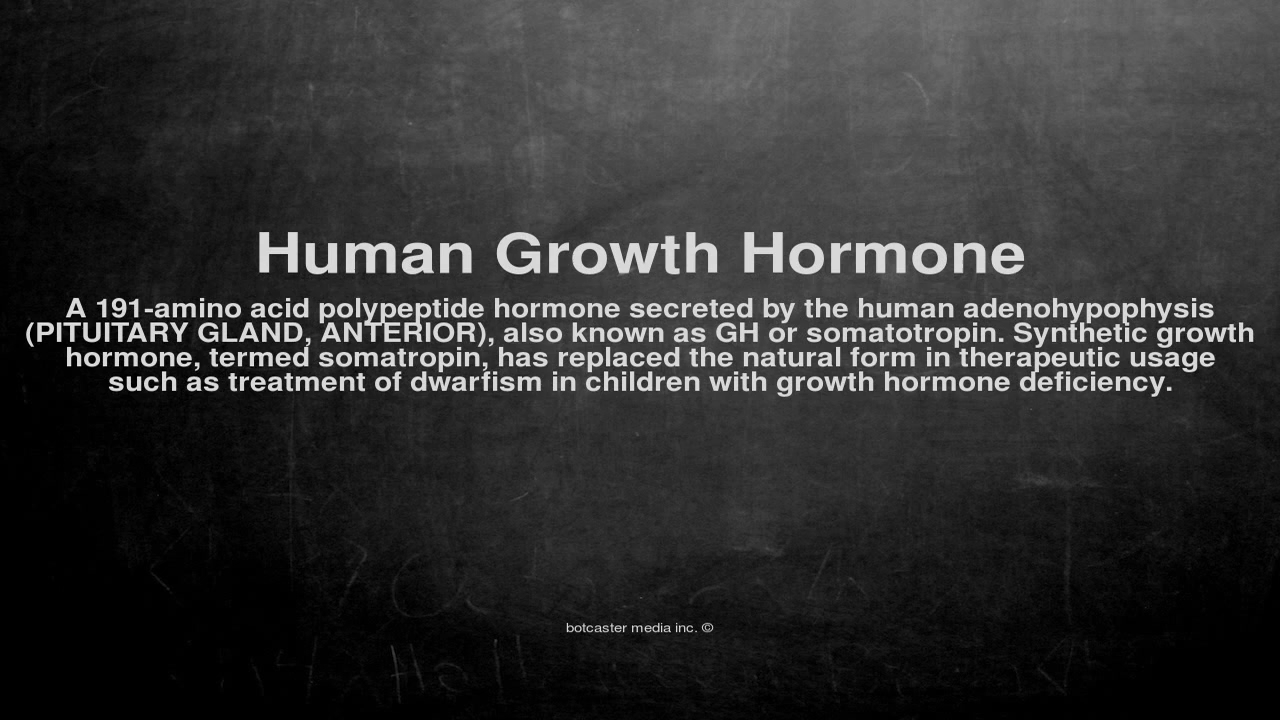 Human Growth Hormone
A 191-amino acid polypeptide hormone secreted by the human adenohypophysis
(PITUITARY GLAND, ANTERIOR), also known as GH or somatotropin. Synthetic growth
hormone, termed somatropin, has replaced the natural form in therapeutic usage
such as treatment of dwarfism in children with growth hormone deficiency.
botcaster media inc. ©